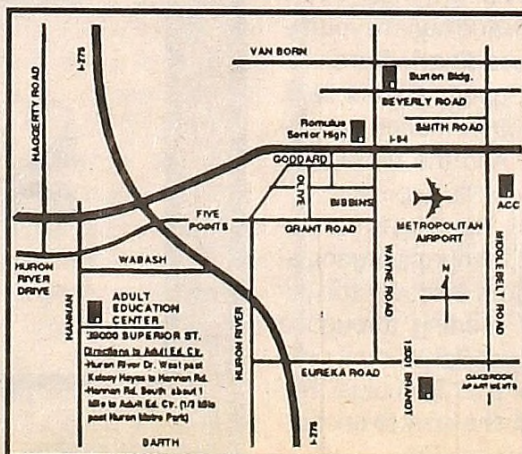 VAN BORN
I-275
HAGGERTY ROAD
Burton Bldg.
BEVERLY ROAD
SMITH ROAD
Romulus
Senior High
I-94
GODDARD
OLIVE
BIBBINS
ACC
FIVE
POINTS
GRANT ROAD
METROPOLITAN
AIRPORT
HURON
RIVER
DRIVE
WABASH
WAYNE ROAD
MIDDLEBELT ROAD
N
HANNAN
ADULT
EDUCATION
CENTER
39000 SUPERIOR ST.
HURON RIVER
Directions to Adult Ed. Ctr.
-Huron River Dr. West past
Hannan Rd.
-Hannan Rd. South about 1
Mile to Adult Ed. Ctr. (1/2 Mile
past Huron Metro Park)
EUREKA ROAD
BRANDT
OAKBROOK
APARTMENTS
BARTH
I-275